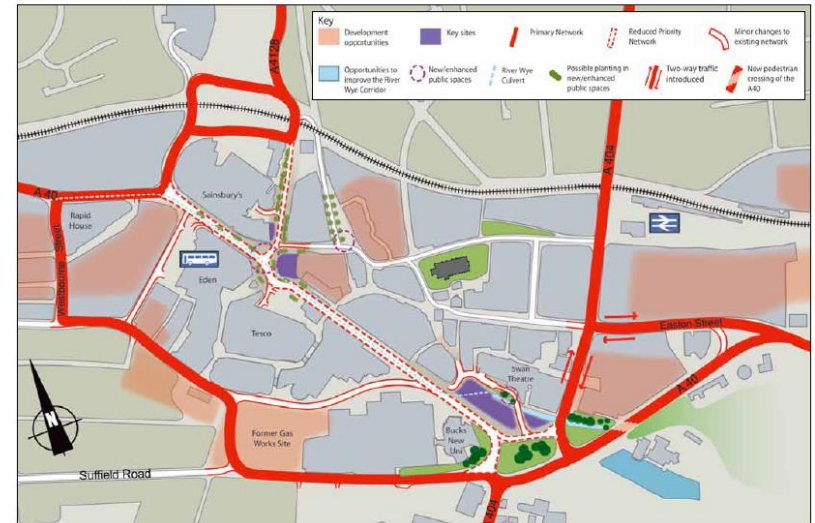 Key
Development opportunities
Key sites
Primary Network
Reduced Priority Network
Minor changes to existing network
Opportunities to improve the River Wye Corridor
New/enhanced public spaces
River Wye Culvert
Possible planting in new/enhanced public spaces
Two-way traffic introduced
New pedestrian crossing of the A40
A4128
A 404
A 40
Sainsbury's
Rapid House
Westbourne Street
Eden
Tesco
Easton Street
Swan Theatre
A 40
Former Gas Works Site
Bucks New Uni
Suffield Road
N
404